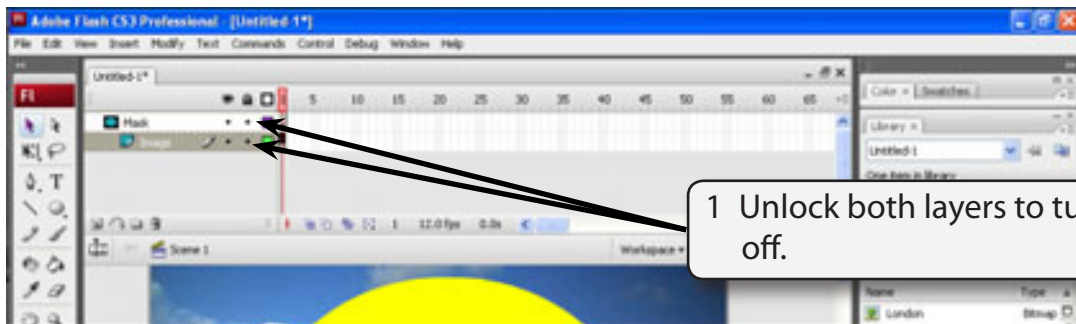 Adobe Flash CS3 Professional - [Untitled-1*]
File Edit View Insert Modify Text Commands Control Debug Window Help
Untitled-1*
Fl
5 10 15 20 25 30 35 40 45 50 55 60 65
Mask
Image
Color × Swatches
Library ×
Untitled-1
One item in library
T
1 12.0 fps 0.0s
Scene 1
Workspace
1 Unlock both layers to tu
off.
Name Type
London Bitmap